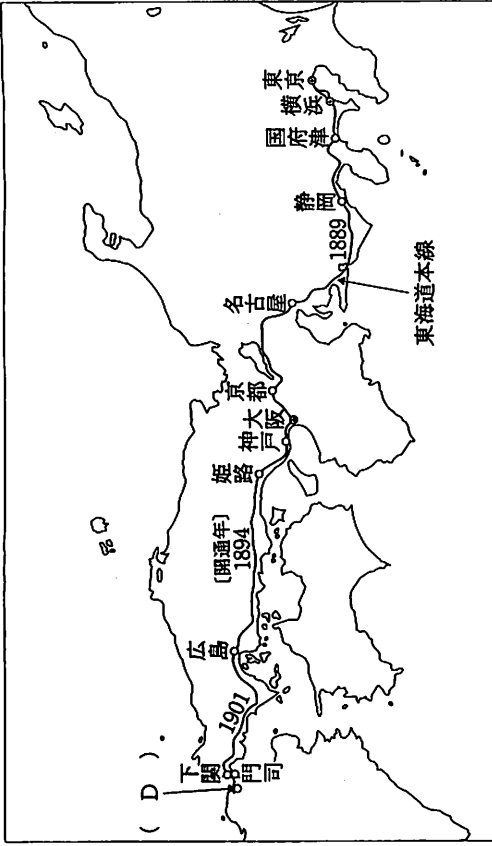 東京
横浜
国府津
静岡
1889
東海道本線
名古屋
京都
大阪
神戸
姫路
〔開通年〕
1894
広島
1901
下関
門司
( D ).